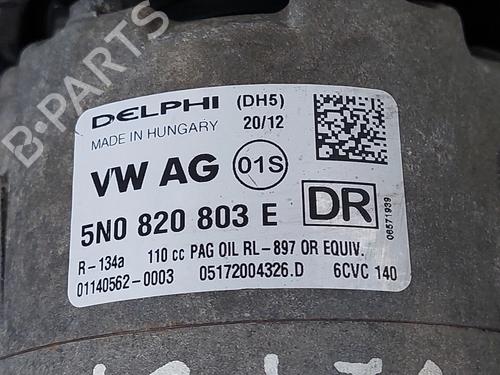 DELPHI (DH5)
MADE IN HUNGARY 20/12
VW AG 01S
5N0 820 803 E DR
R-134a 110 cc PAG OIL RL-897 OR EQUIV.
01140562-0003 05172004326.D 6CVC 140
06571939
B-PARTS